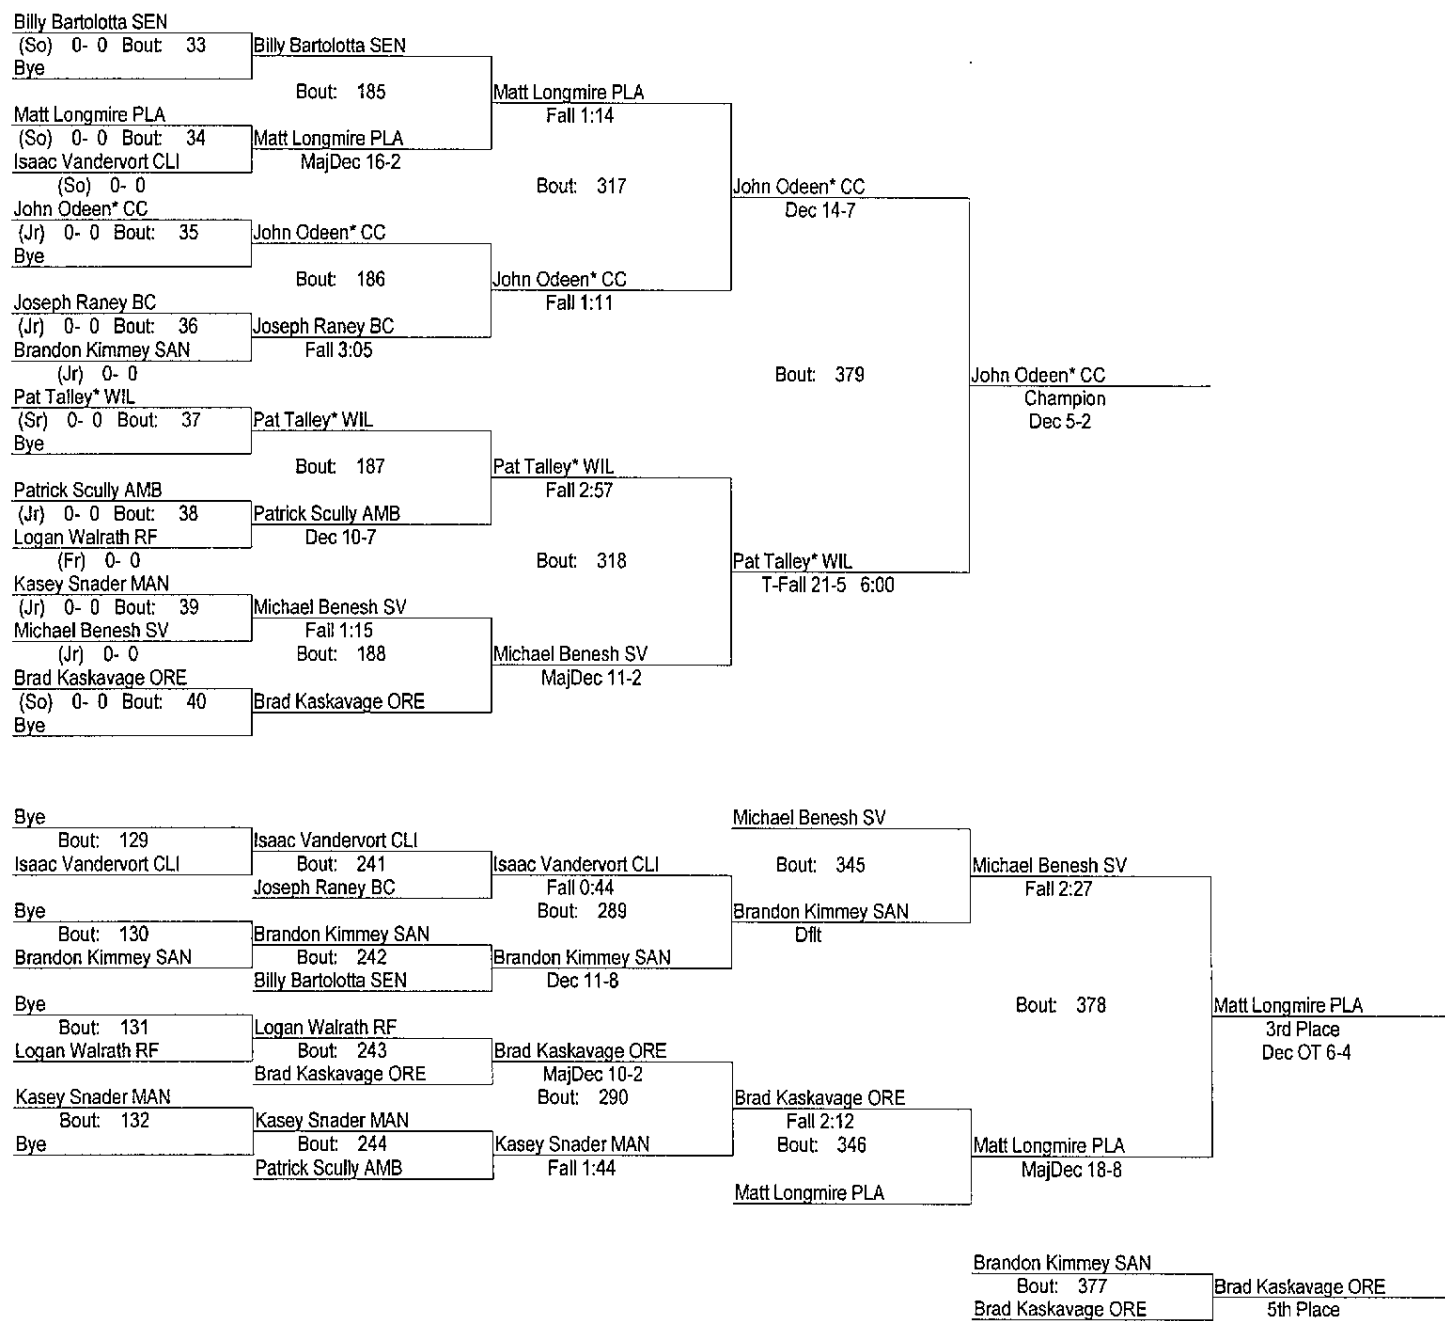 Billy Bartolotta SEN
(So) 0- 0 Bout: 33
Bye
Billy Bartolotta SEN
Bout: 185
Matt Longmire PLA
(So) 0- 0 Bout: 34
Isaac Vandervort CLI
(So) 0- 0
Matt Longmire PLA
MajDec 16-2
Matt Longmire PLA
Fall 1:14
Bout: 317
John Odeen* CC
(Jr) 0- 0 Bout: 35
Bye
John Odeen* CC
Bout: 186
Joseph Raney BC
(Jr) 0- 0 Bout: 36
Brandon Kimmey SAN
(Jr) 0- 0
Joseph Raney BC
Fall 3:05
John Odeen* CC
Fall 1:11
John Odeen* CC
Dec 14-7
Bout: 379
Pat Talley* WIL
(Sr) 0- 0 Bout: 37
Bye
Pat Talley* WIL
Bout: 187
Patrick Scully AMB
(Jr) 0- 0 Bout: 38
Logan Walrath RF
(Fr) 0- 0
Patrick Scully AMB
Dec 10-7
Pat Talley* WIL
Fall 2:57
Bout: 318
Kasey Snader MAN
(Jr) 0- 0 Bout: 39
Michael Benesh SV
(Jr) 0- 0
Michael Benesh SV
Fall 1:15
Bout: 188
Brad Kaskavage ORE
(So) 0- 0 Bout: 40
Bye
Brad Kaskavage ORE
Michael Benesh SV
MajDec 11-2
Pat Talley* WIL
T-Fall 21-5 6:00
John Odeen* CC
Champion
Dec 5-2
Bye
Bout: 129
Isaac Vandervort CLI
Isaac Vandervort CLI
Bout: 241
Joseph Raney BC
Isaac Vandervort CLI
Fall 0:44
Bout: 289
Bye
Bout: 130
Brandon Kimmey SAN
Brandon Kimmey SAN
Bout: 242
Billy Bartolotta SEN
Brandon Kimmey SAN
Dec 11-8
Michael Benesh SV
Bout: 345
Brandon Kimmey SAN
Dflt
Michael Benesh SV
Fall 2:27
Bout: 378
Bye
Bout: 131
Logan Walrath RF
Logan Walrath RF
Bout: 243
Brad Kaskavage ORE
Brad Kaskavage ORE
MajDec 10-2
Bout: 290
Kasey Snader MAN
Bout: 132
Bye
Kasey Snader MAN
Bout: 244
Patrick Scully AMB
Kasey Snader MAN
Fall 1:44
Brad Kaskavage ORE
Fall 2:12
Bout: 346
Matt Longmire PLA
Matt Longmire PLA
MajDec 18-8
Matt Longmire PLA
3rd Place
Dec OT 6-4
Brandon Kimmey SAN
Bout: 377
Brad Kaskavage ORE
Brad Kaskavage ORE
5th Place